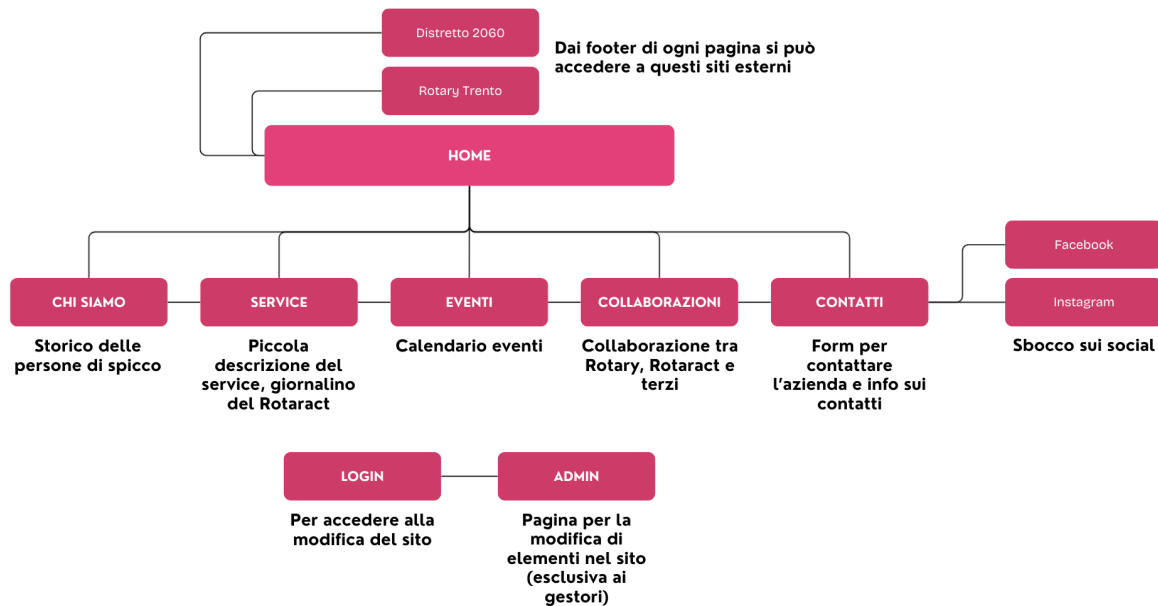 Distretto 2060
Dai footer di ogni pagina si può
accedere a questi siti esterni
Rotary Trento
HOME
Facebook
CHI SIAMO
SERVICE
EVENTI
COLLABORAZIONI
CONTATTI
Instagram
Storico delle
persone di spicco
Piccola
descrizione del
service, giornalino
del Rotaract
Calendario eventi
Collaborazione tra
Rotary, Rotaract e
terzi
Form per
contattare
l'azienda e info sui
contatti
Sbocco sui social
LOGIN
ADMIN
Per accedere alla
modifica del sito
Pagina per la
modifica di
elementi nel sito
(esclusiva ai
gestori)